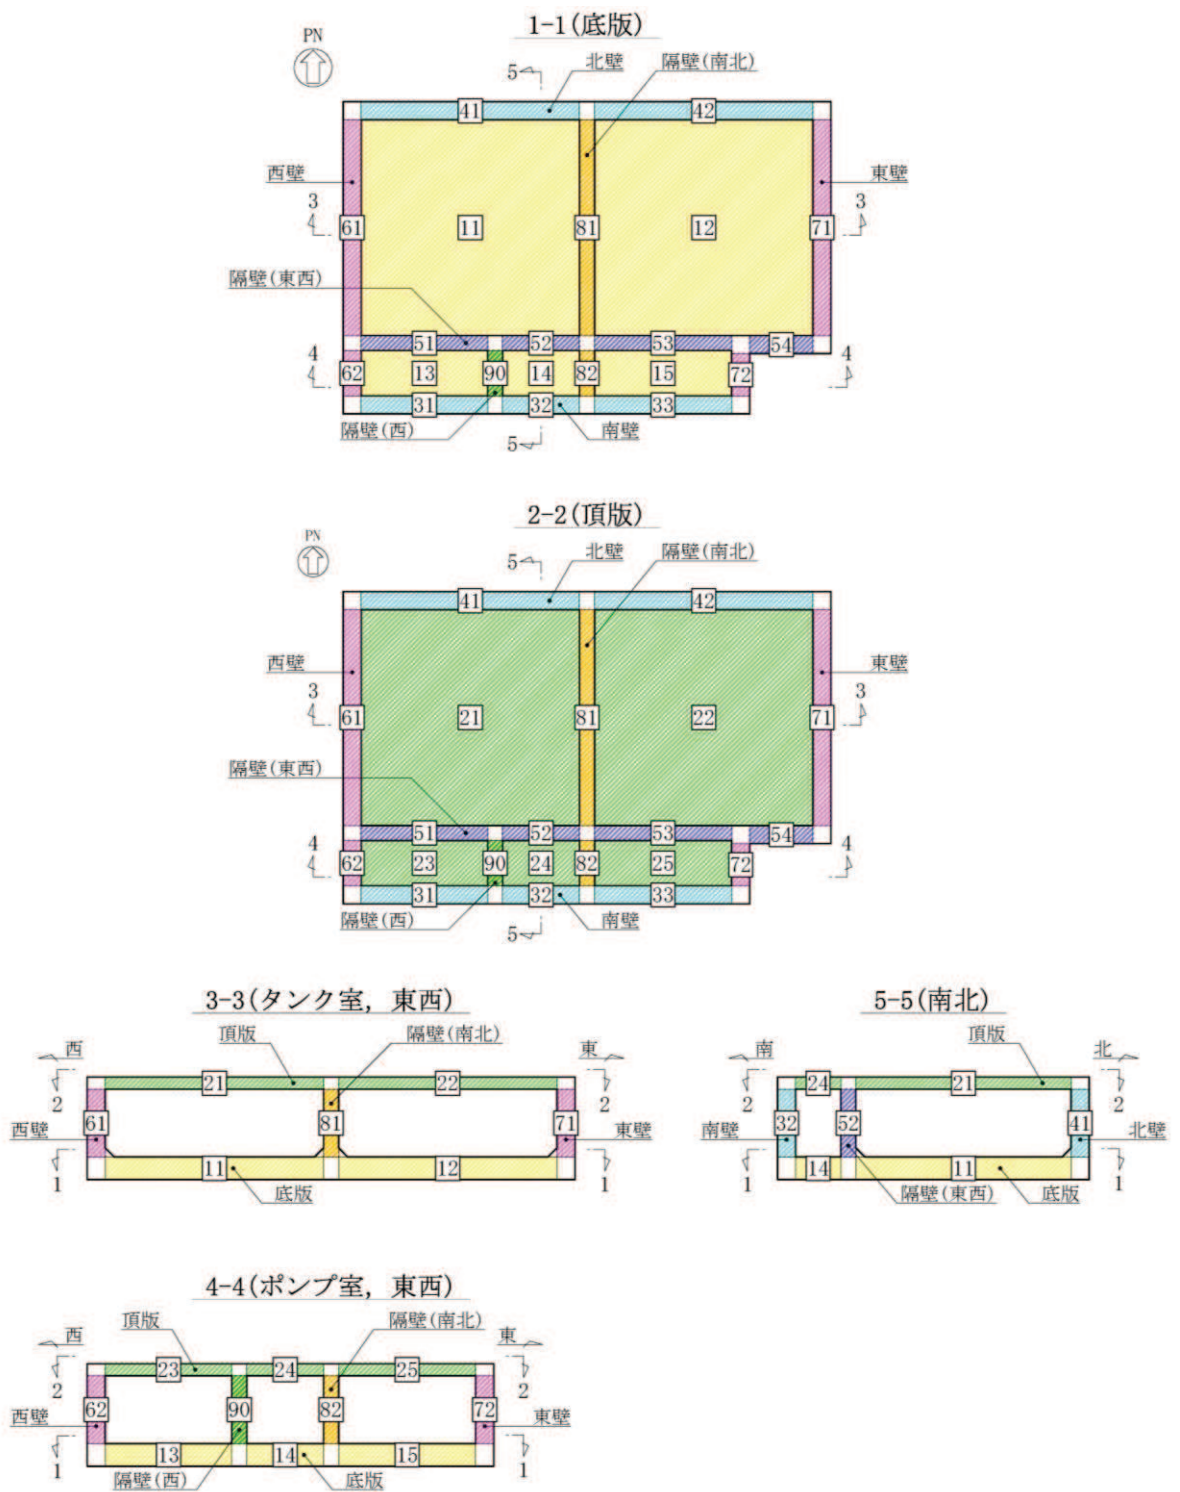 1-1(底版)
PN
5
北壁
隔壁(南北)
41
42
西壁
東壁
3
3
61
11
81
12
71
隔壁(東西)
51
52
53
54
4
4
62
13
90
14
82
15
72
31
32
33
隔壁(西)
南壁
5
2-2(頂版)
PN
5
北壁
隔壁(南北)
41
42
西壁
東壁
3
3
61
21
81
22
71
隔壁(東西)
51
52
53
54
4
4
62
23
90
24
82
25
72
31
32
33
隔壁(西)
南壁
5
3-3(タンク室, 東西)
頂版
隔壁(南北)
西
東
21
22
2
2
61
81
71
西壁
東壁
11
12
1
1
底版
5-5(南北)
頂版
南
北
24
21
2
2
32
52
41
南壁
北壁
14
11
1
1
隔壁(東西)
底版
4-4(ポンプ室, 東西)
頂版
隔壁(南北)
西
東
23
24
25
2
2
62
90
82
72
西壁
東壁
13
14
15
1
1
隔壁(西)
底版